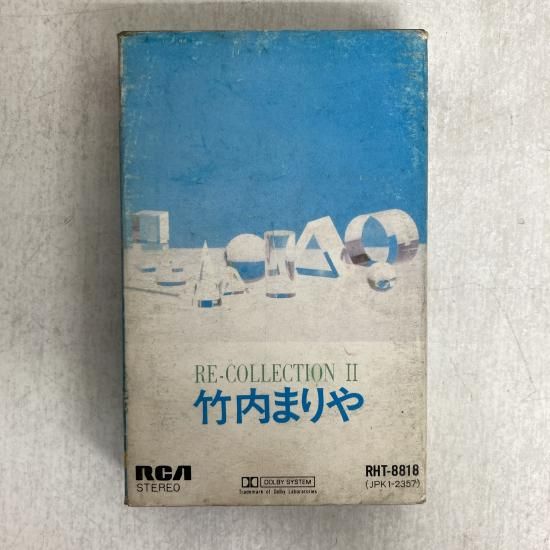 RE-COLLECTION II
竹内まりや
RCA
STEREO
DOLBY SYSTEM
Trademark of Dolby Laboratories
RHT-8818
(JPK1-2357)